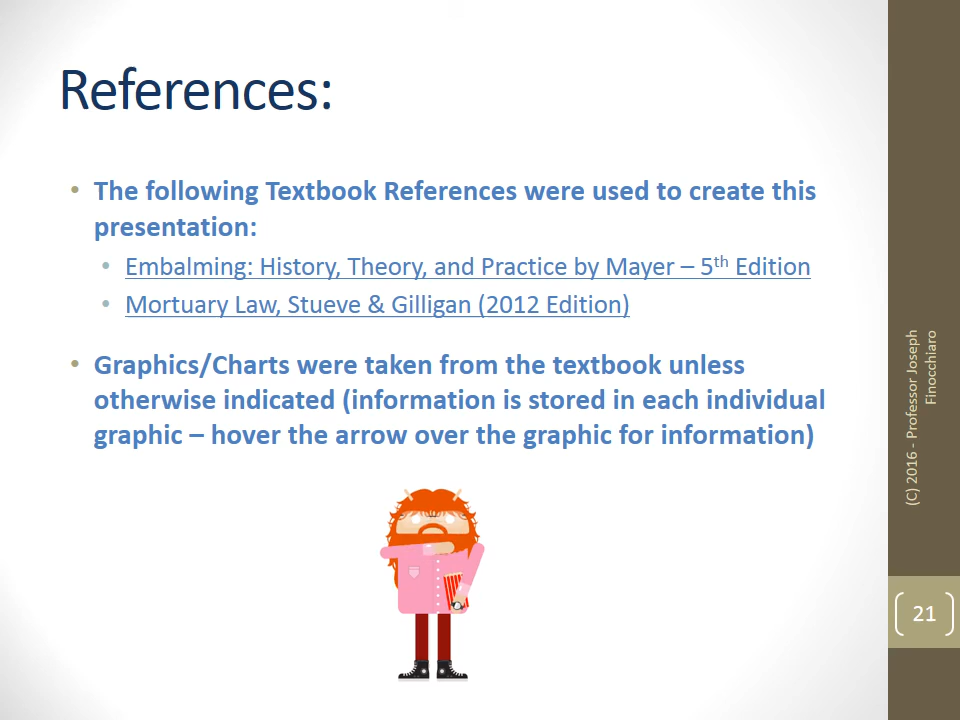 References:
• The following Textbook References were used to create this
presentation:
• Embalming: History, Theory, and Practice by Mayer – 5th Edition
• Mortuary Law, Stueve & Gilligan (2012 Edition)
• Graphics/Charts were taken from the textbook unless
otherwise indicated (information is stored in each individual
graphic – hover the arrow over the graphic for information)
(C) 2016 - Professor Joseph
Finocchiaro
21